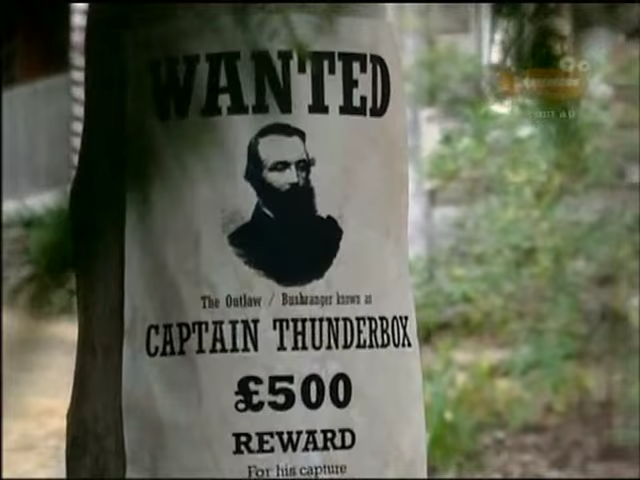 WANTED
The Outlaw / Bushranger known as
CAPTAIN THUNDERBOX
£500
REWARD
For his capture